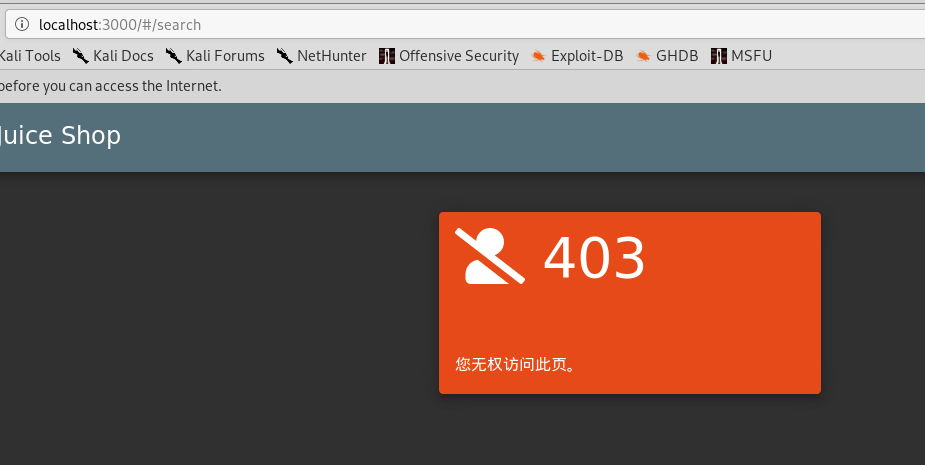 localhost:3000/#/search
Kali Tools Kali Docs Kali Forums NetHunter Offensive Security Exploit-DB GHDB MSFU
before you can access the Internet.
Juice Shop
403
您无权访问此页。